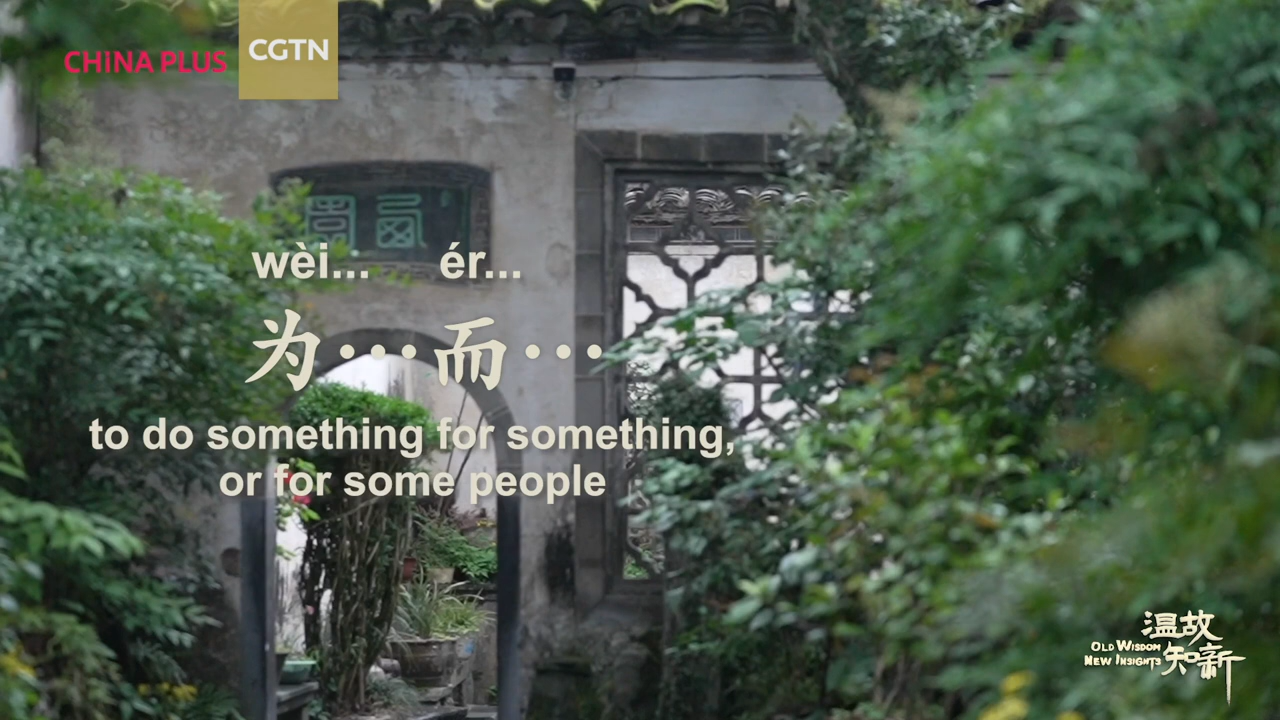 CHINA PLUS
CGTN
wèi... ér...
为···而···
to do something for something,
or for some people
温故
OLD WISDOM
NEW INSIGHTS
知新